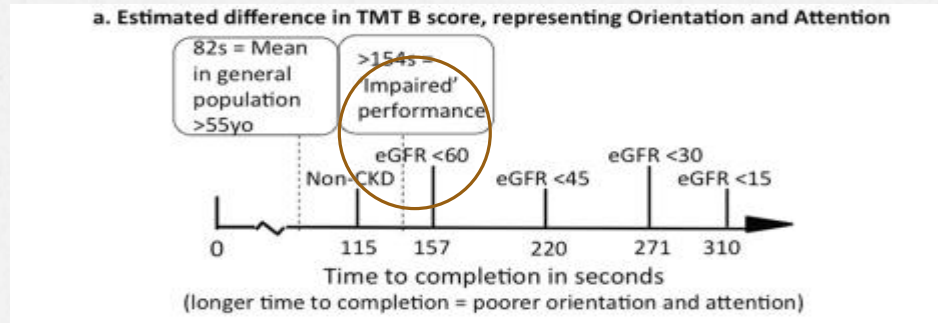 a. Estimated difference in TMT B score, representing Orientation and Attention
82s = Mean
in general
population
>55yo
>154s =
'Impaired'
performance
eGFR <60
eGFR <30
Non-CKD
eGFR <45
eGFR <15
0
115
157
220
271
310
Time to completion in seconds
(longer time to completion = poorer orientation and attention)